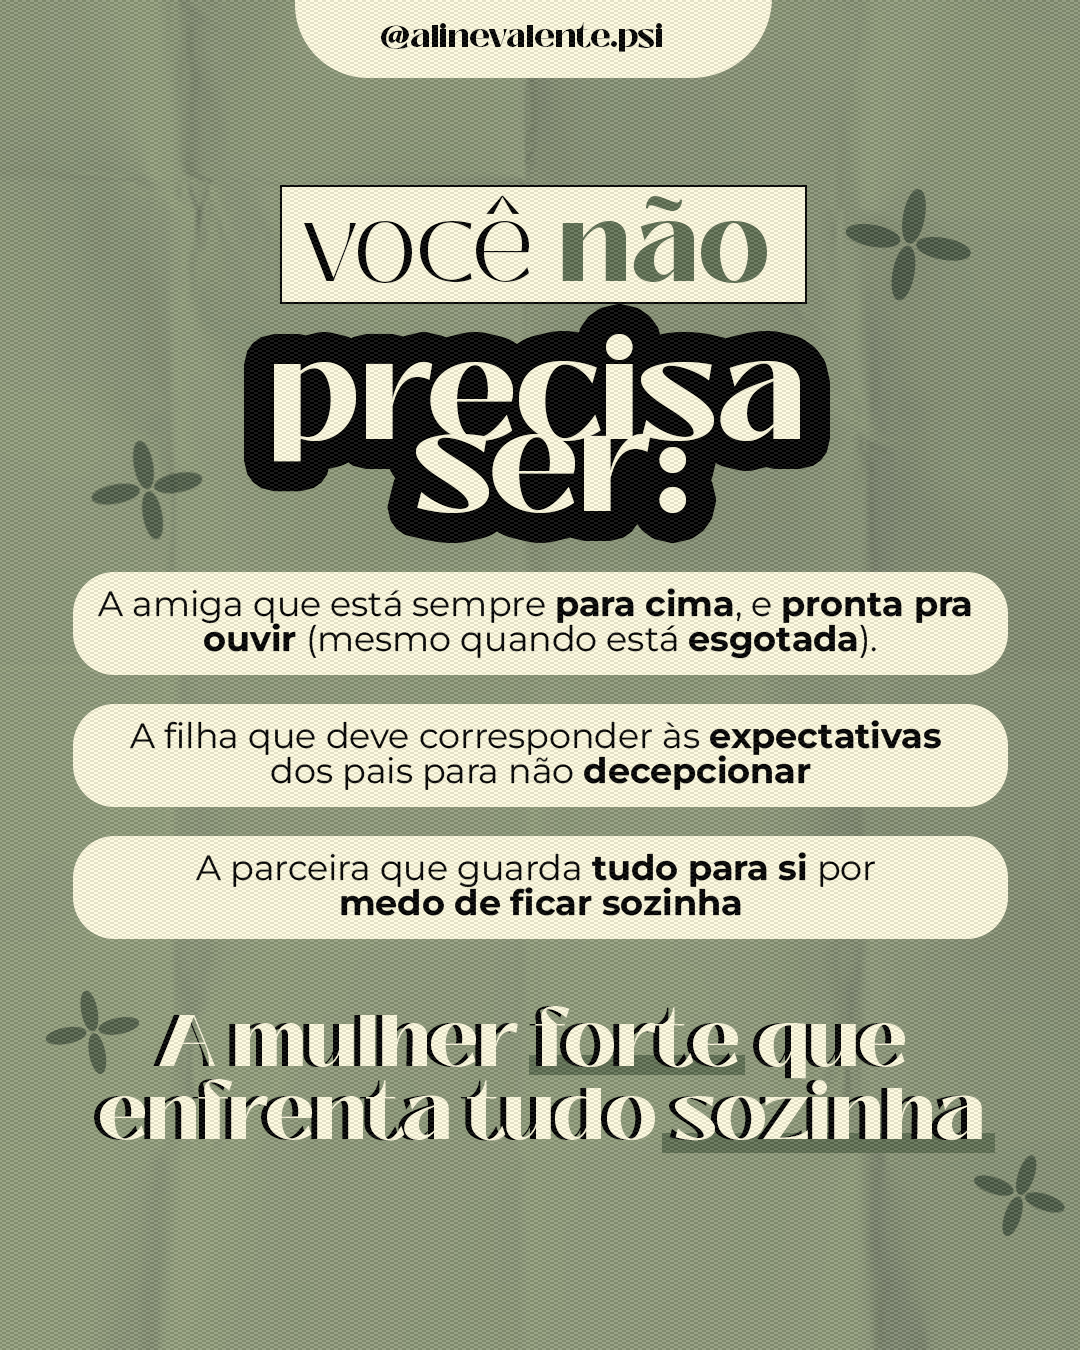 @alinevalente.psi
você não
precisa
ser:
A amiga que está sempre para cima, e pronta pra
ouvir (mesmo quando está esgotada).
A filha que deve corresponder às expectativas
dos pais para não decepcionar
A parceira que guarda tudo para si por
medo de ficar sozinha
A mulher forte que
enfrenta tudo sozinha